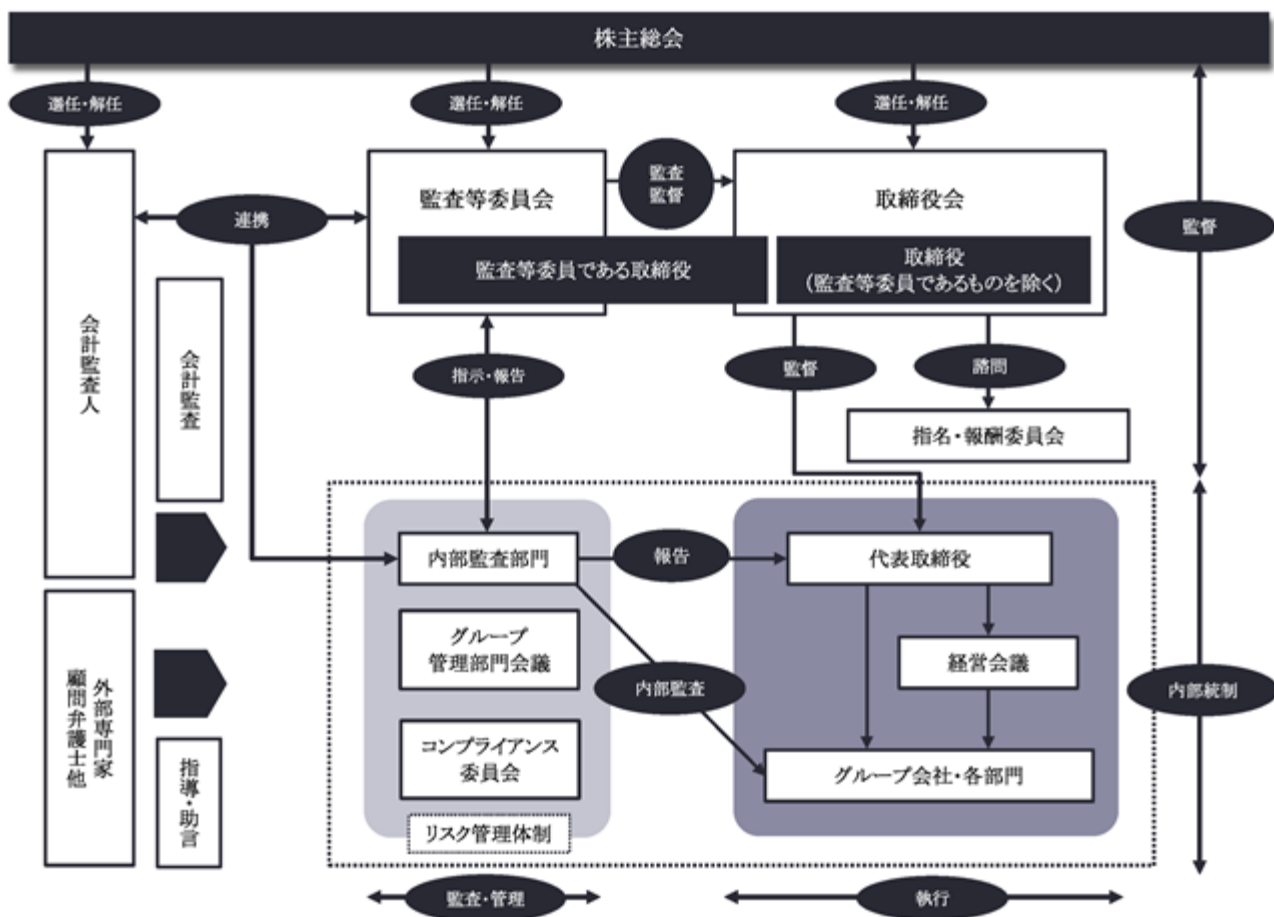 株主総会
選任・解任
選任・解任
選任・解任
監査等委員会
監査
監督
取締役会
連携
監督
監査等委員である取締役
取締役
(監査等委員であるものを除く)
会計監査人
会計監査
指示・報告
監督
諮問
指名・報酬委員会
内部監査部門
報告
代表取締役
グループ
管理部門会議
経営会議
内部監査
内部統制
外部専門家
顧問弁護士他
コンプライアンス
委員会
グループ会社・各部門
指導・助言
リスク管理体制
監査・管理
執行